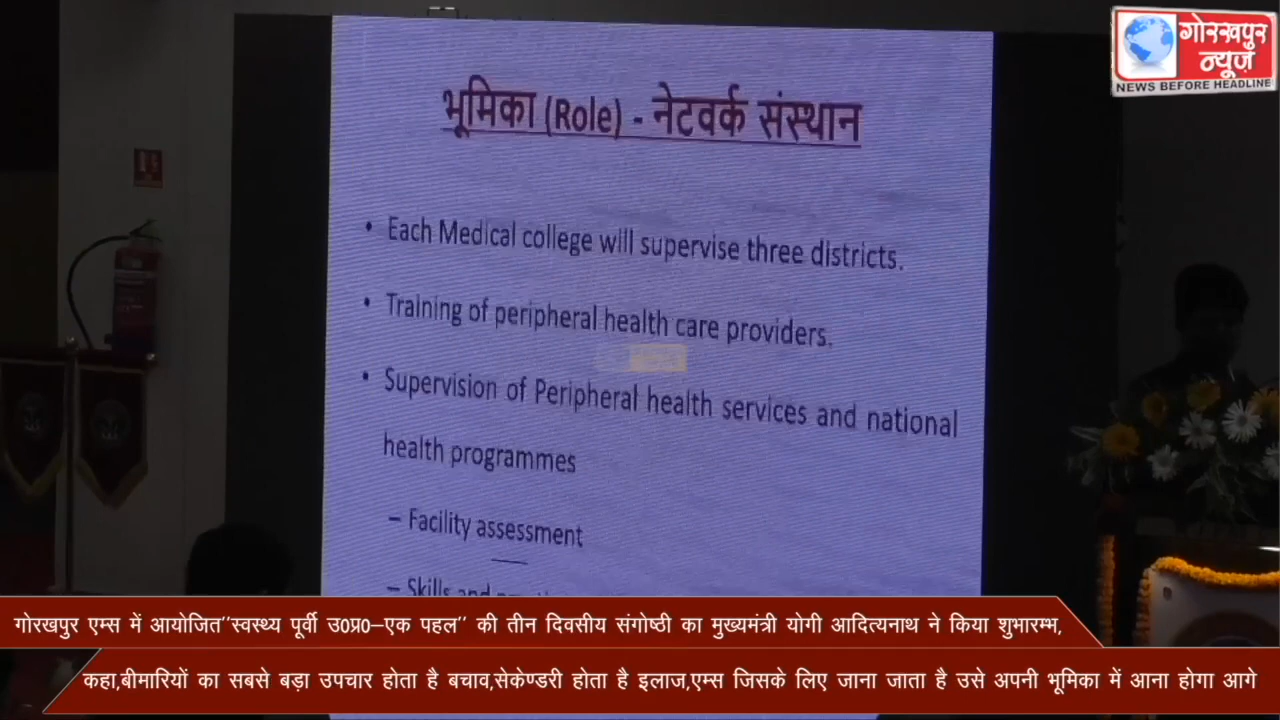 गोरखपुर
न्यूज़
NEWS BEFORE HEADLINE
भूमिका (Role) - नेटवर्क संस्थान
• Each Medical college will supervise three districts.
• Training of peripheral health care providers.
• Supervision of Peripheral health services and national
health programmes
– Facility assessment
– Skills and
गोरखपुर एम्स में आयोजित''स्वस्थ्य पूर्वी उ0प्र0–एक पहल'' की तीन दिवसीय संगोष्ठी का मुख्यमंत्री योगी आदित्यनाथ ने किया शुभारम्भ,
कहा,बीमारियों का सबसे बड़ा उपचार होता है बचाव,सेकेण्डरी होता है इलाज,एम्स जिसके लिए जाना जाता है उसे अपनी भूमिका में आना होगा आगे